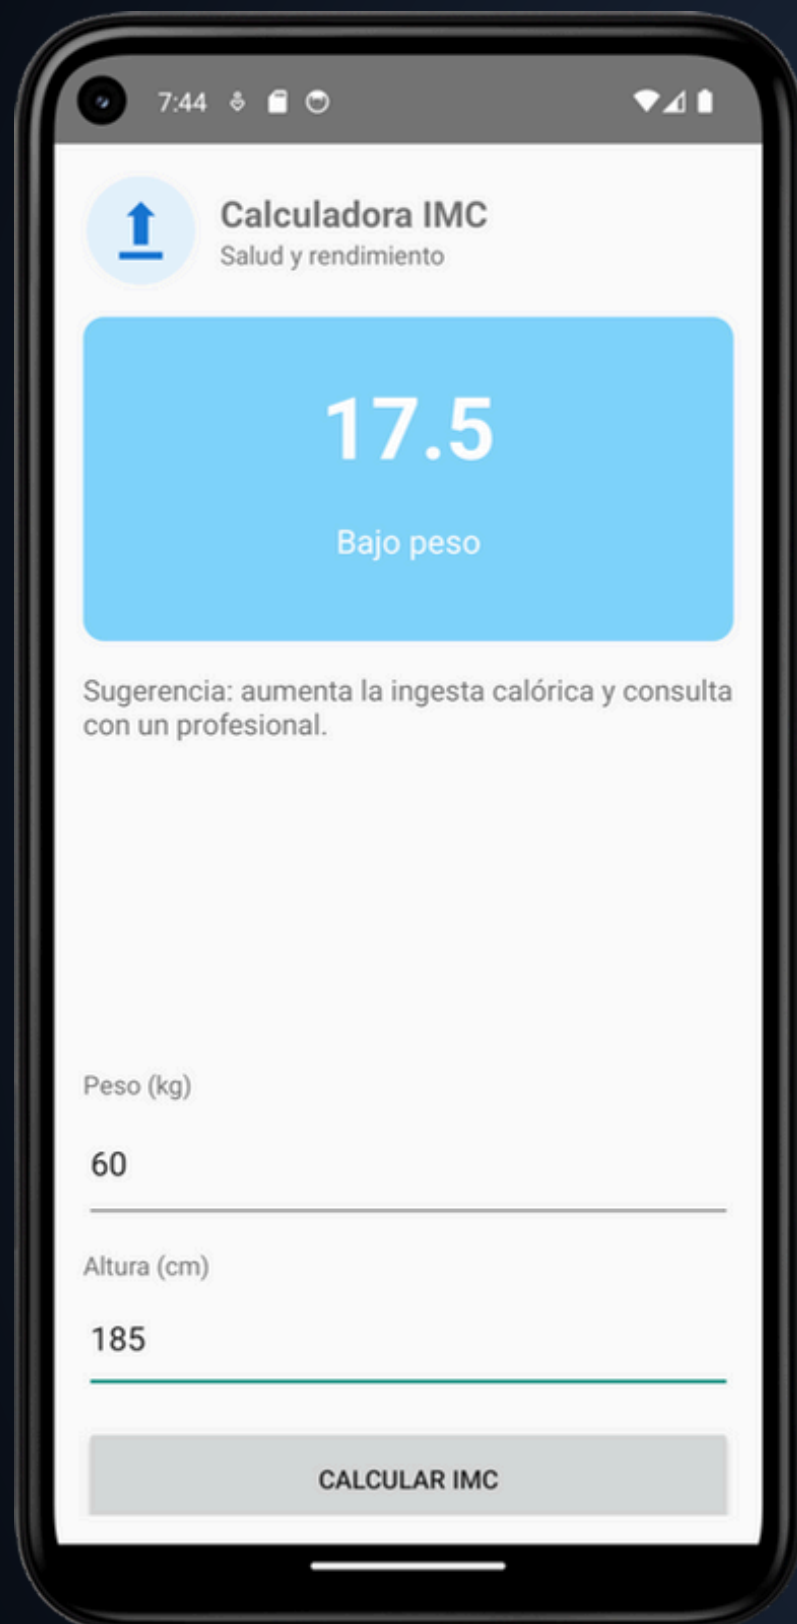 7:44
Calculadora IMC
Salud y rendimiento
17.5
Bajo peso
Sugerencia: aumenta la ingesta calórica y consulta
con un profesional.
Peso (kg)
60
Altura (cm)
185
CALCULAR IMC